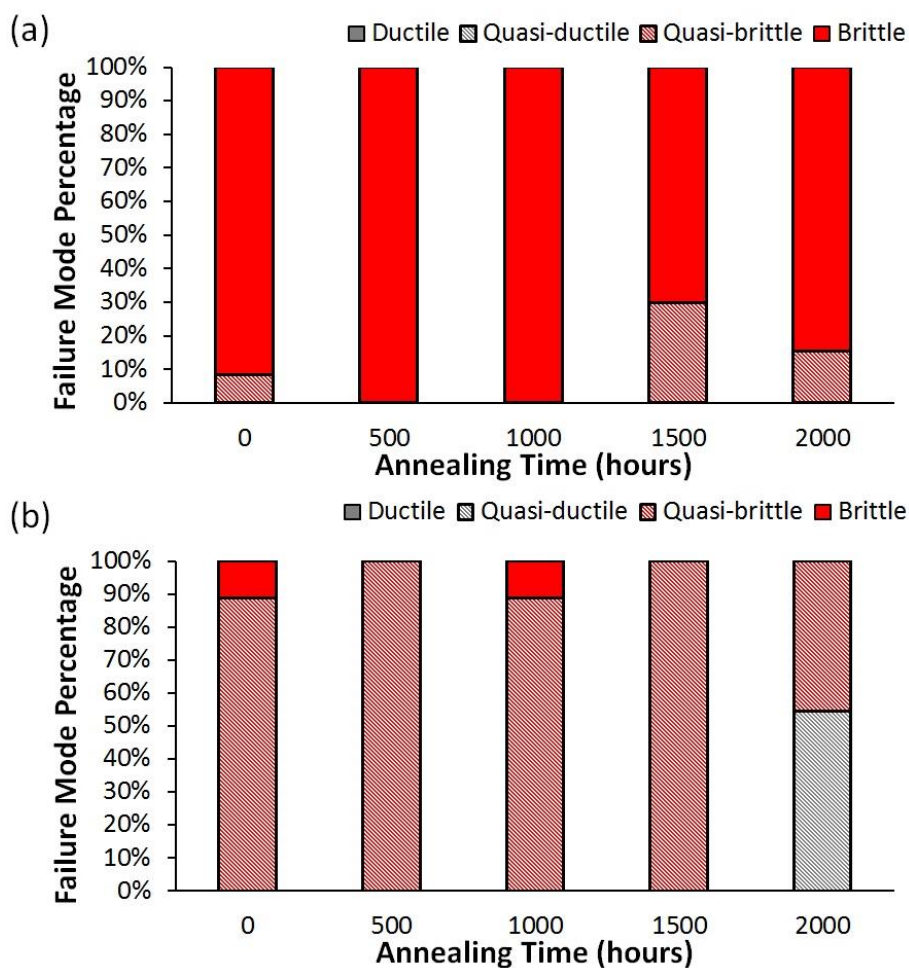 (a)
Ductile Quasi-ductile Quasi-brittle Brittle
Failure Mode Percentage
100%
90%
80%
70%
60%
50%
40%
30%
20%
10%
0%
0 500 1000 1500 2000
Annealing Time (hours)
(b)
Ductile Quasi-ductile Quasi-brittle Brittle
Failure Mode Percentage
100%
90%
80%
70%
60%
50%
40%
30%
20%
10%
0%
0 500 1000 1500 2000
Annealing Time (hours)